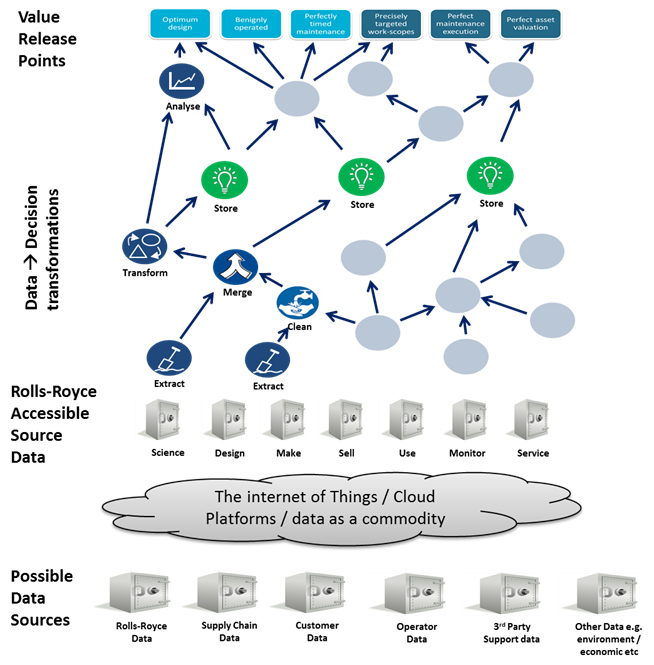 Value
Release
Points
Optimum
design
Benignly
operated
Perfectly
timed
maintenance
Precisely
targeted
work-scopes
Perfect
maintenance
execution
Perfect asset
valuation
Analyse
Data → Decision
transformations
Store
Store
Store
Transform
Merge
Clean
Extract
Extract
Rolls-Royce
Accessible
Source
Data
Science
Design
Make
Sell
Use
Monitor
Service
The internet of Things / Cloud
Platforms / data as a commodity
Possible
Data
Sources
Rolls-Royce
Data
Supply Chain
Data
Customer
Data
Operator
Data
3rd Party
Support data
Other Data e.g.
environment /
economic etc